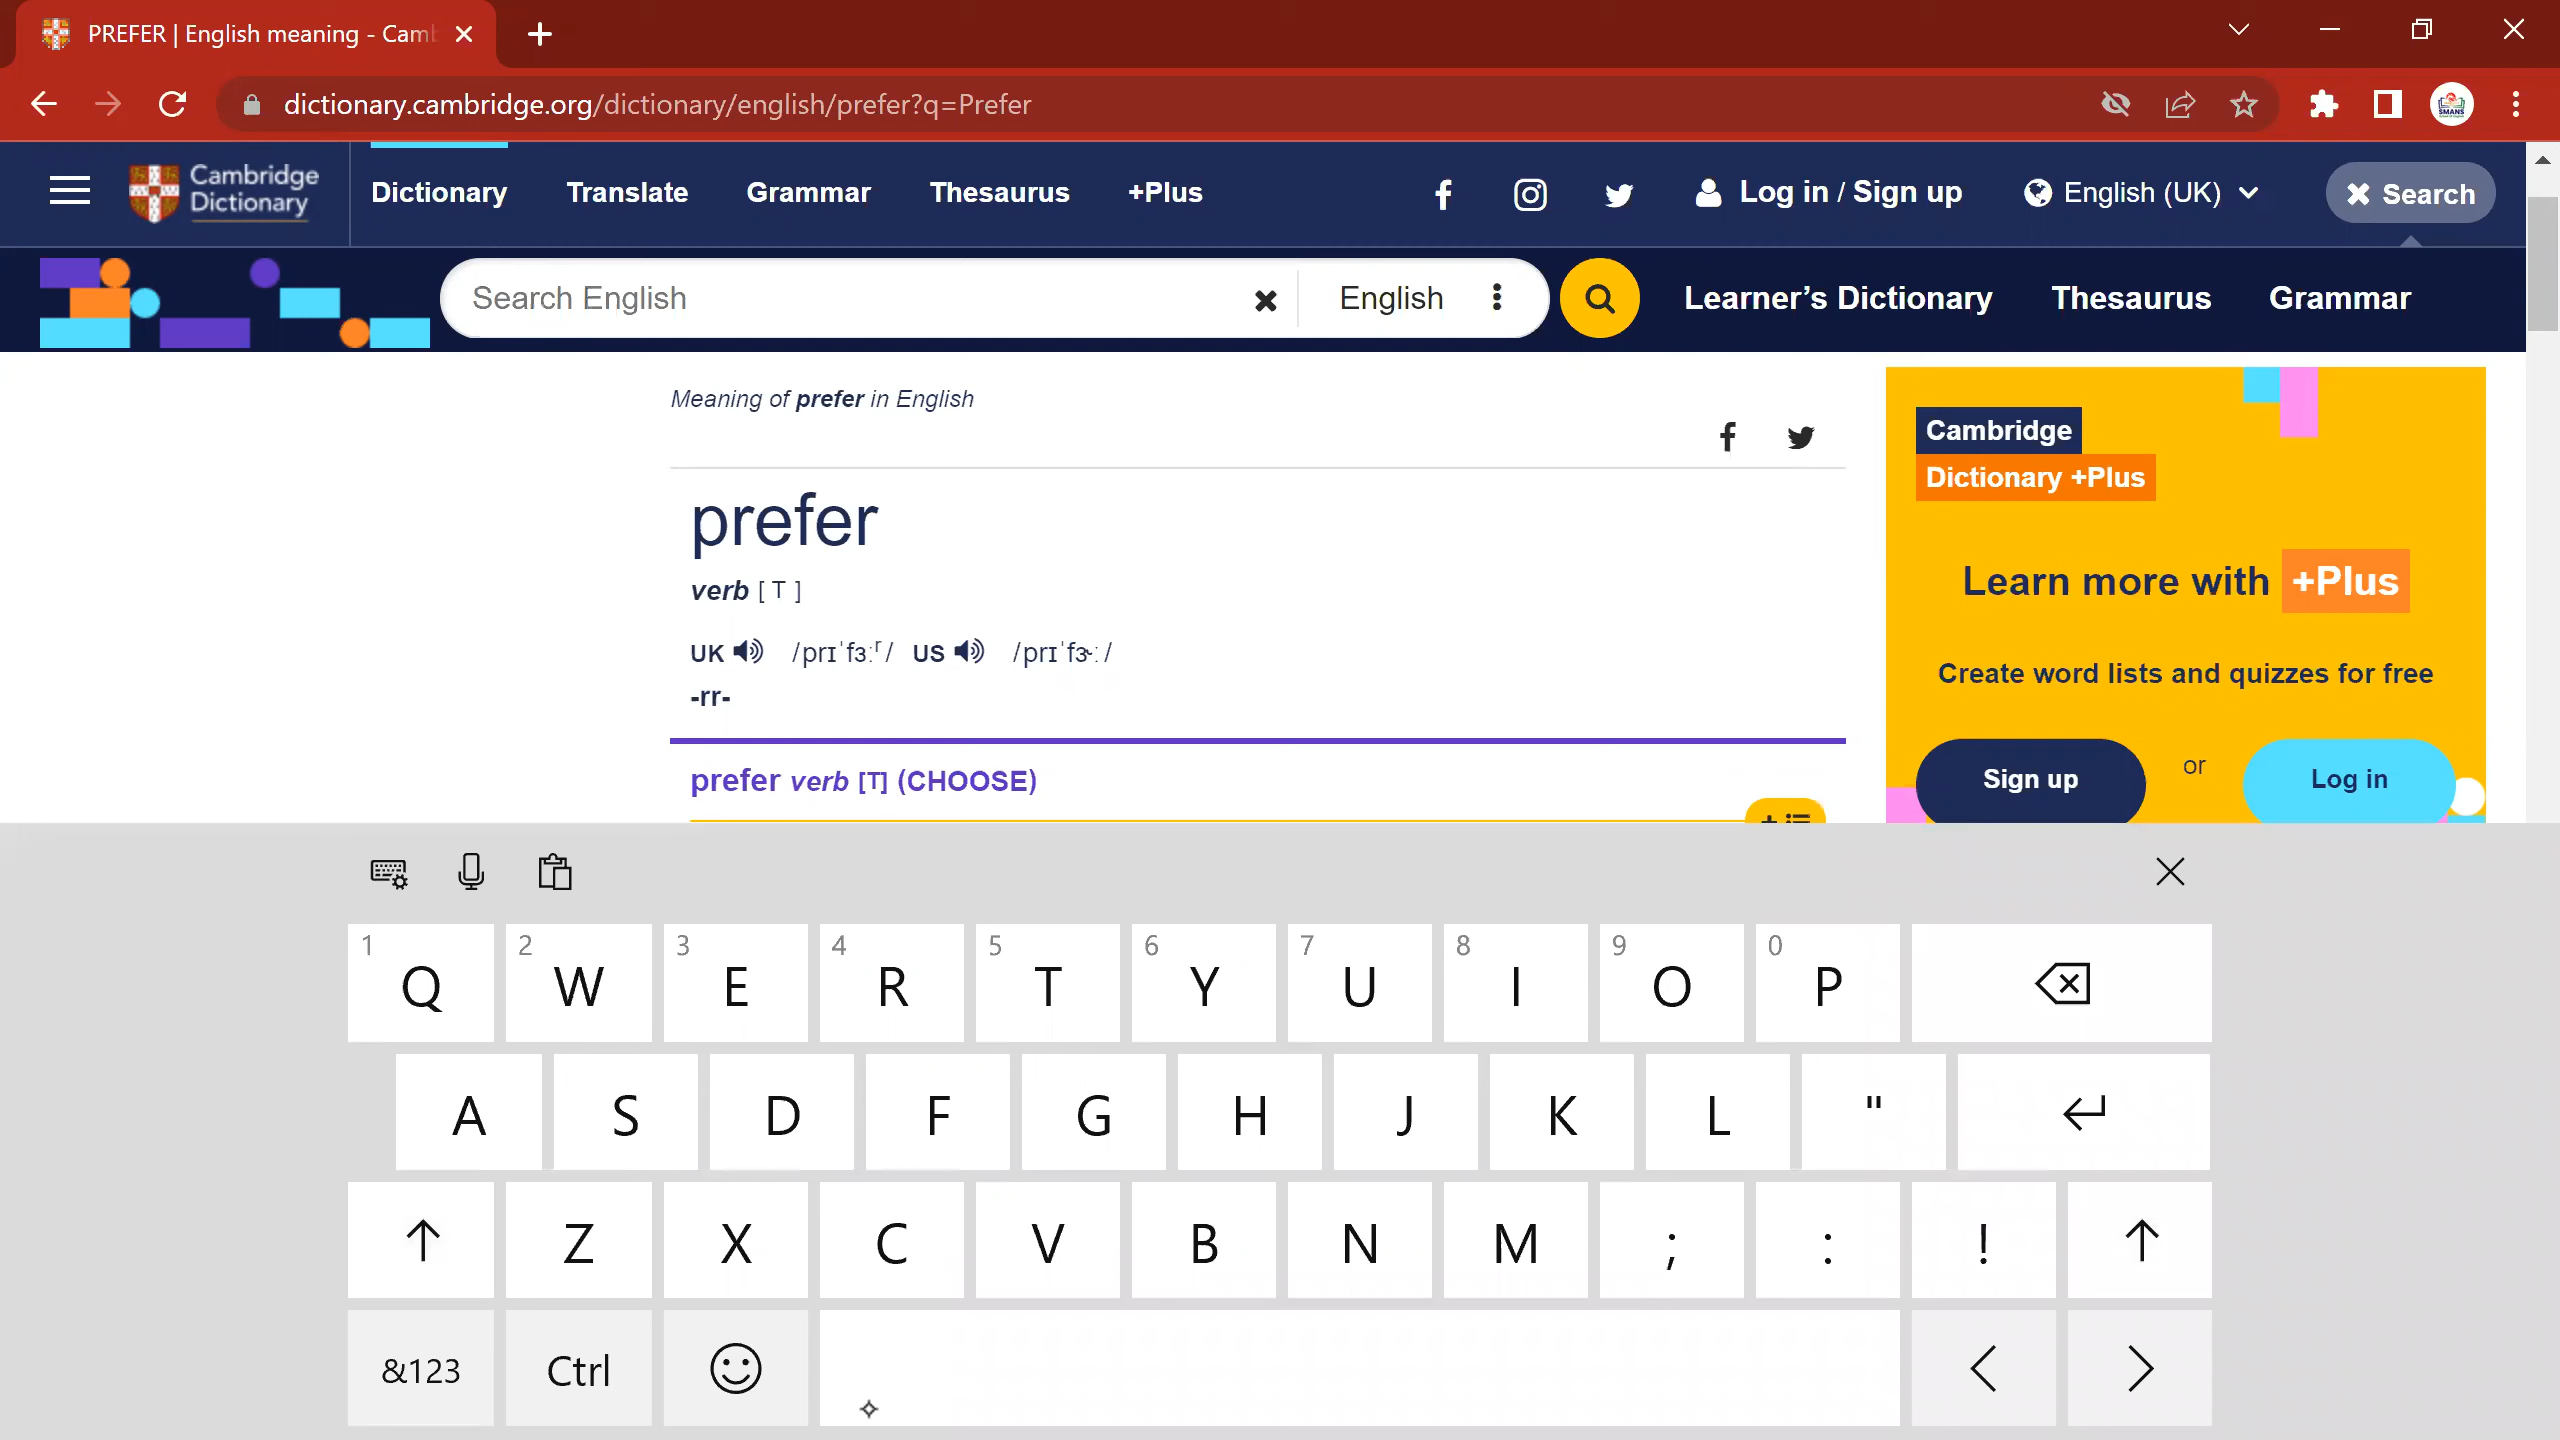 PREFER | English meaning - Cam
dictionary.cambridge.org/dictionary/english/prefer?q=Prefer
Cambridge
Dictionary
Dictionary
Translate
Grammar
Thesaurus
+Plus
Log in / Sign up
English (UK)
Search
Search English
English
Learner’s Dictionary
Thesaurus
Grammar
Meaning of prefer in English
prefer
verb [ T ]
UK /prɪˈfɜːʳ/ US /prɪˈfɝː/
-rr-
prefer verb [T] (CHOOSE)
Cambridge
Dictionary +Plus
Learn more with +Plus
Create word lists and quizzes for free
Sign up
or
Log in
1 2 3 4 5 6 7 8 9 0
Q W E R T Y U I O P
A S D F G H J K L "
Z X C V B N M ; : !
&123 Ctrl